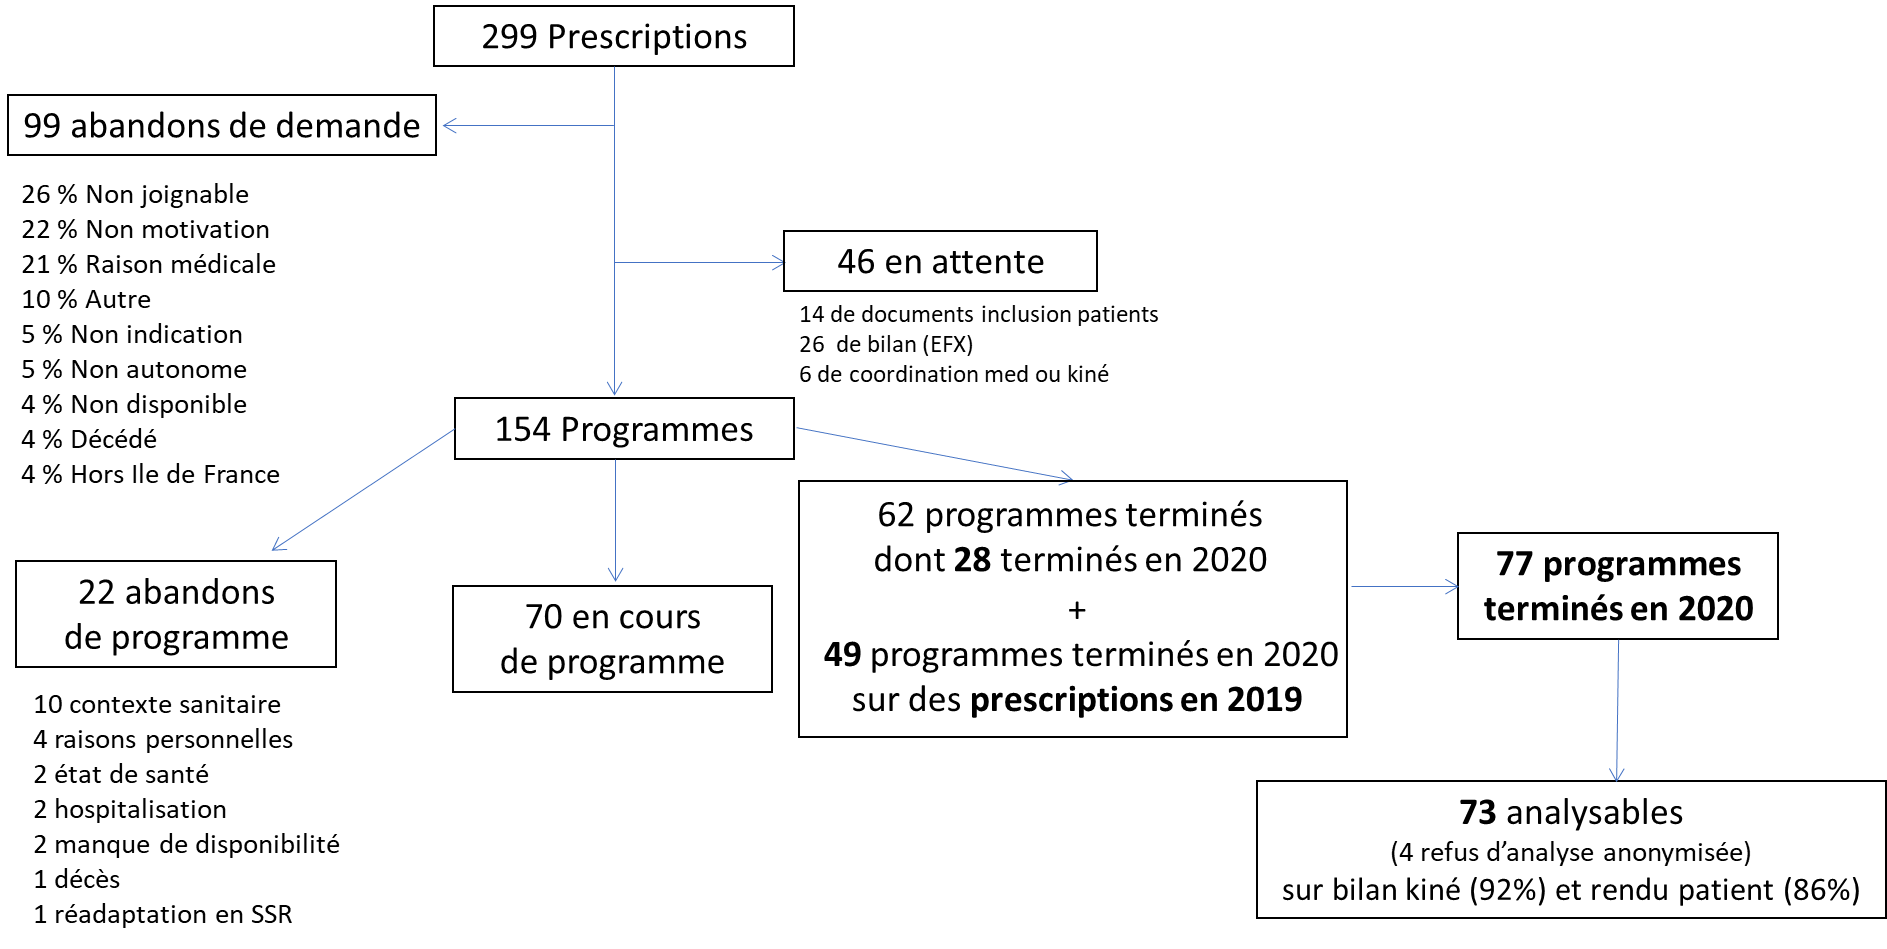 299 Prescriptions
99 abandons de demande
26 % Non joignable
22 % Non motivation
21 % Raison médicale
10 % Autre
5 % Non indication
5 % Non autonome
4 % Non disponible
4 % Décédé
4 % Hors Ile de France
46 en attente
14 de documents inclusion patients
26 de bilan (EFX)
6 de coordination med ou kiné
154 Programmes
22 abandons
de programme
10 contexte sanitaire
4 raisons personnelles
2 état de santé
2 hospitalisation
2 manque de disponibilité
1 décès
1 réadaptation en SSR
70 en cours
de programme
62 programmes terminés
dont 28 terminés en 2020
+
49 programmes terminés en 2020
sur des prescriptions en 2019
77 programmes
terminés en 2020
73 analysables
(4 refus d’analyse anonymisée)
sur bilan kiné (92%) et rendu patient (86%)